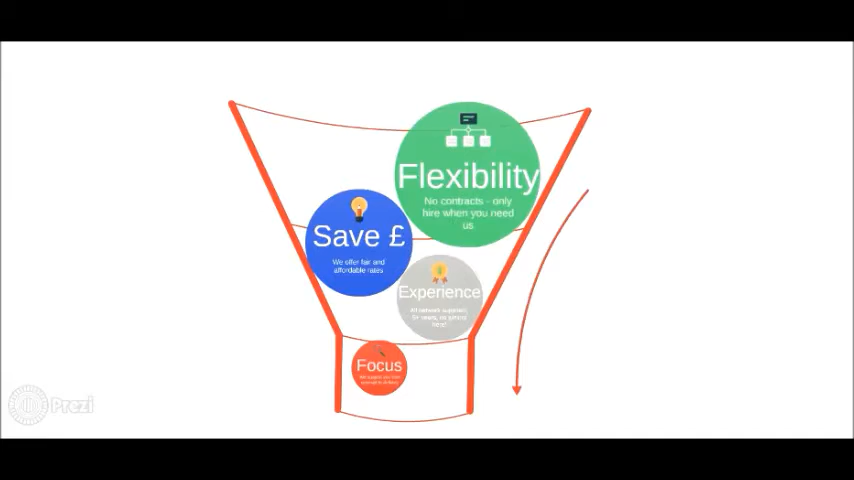 Flexibility
No contracts - only
hire when you need
us
Save £
We offer fair and
affordable rates
Experience
Focus
Prezi